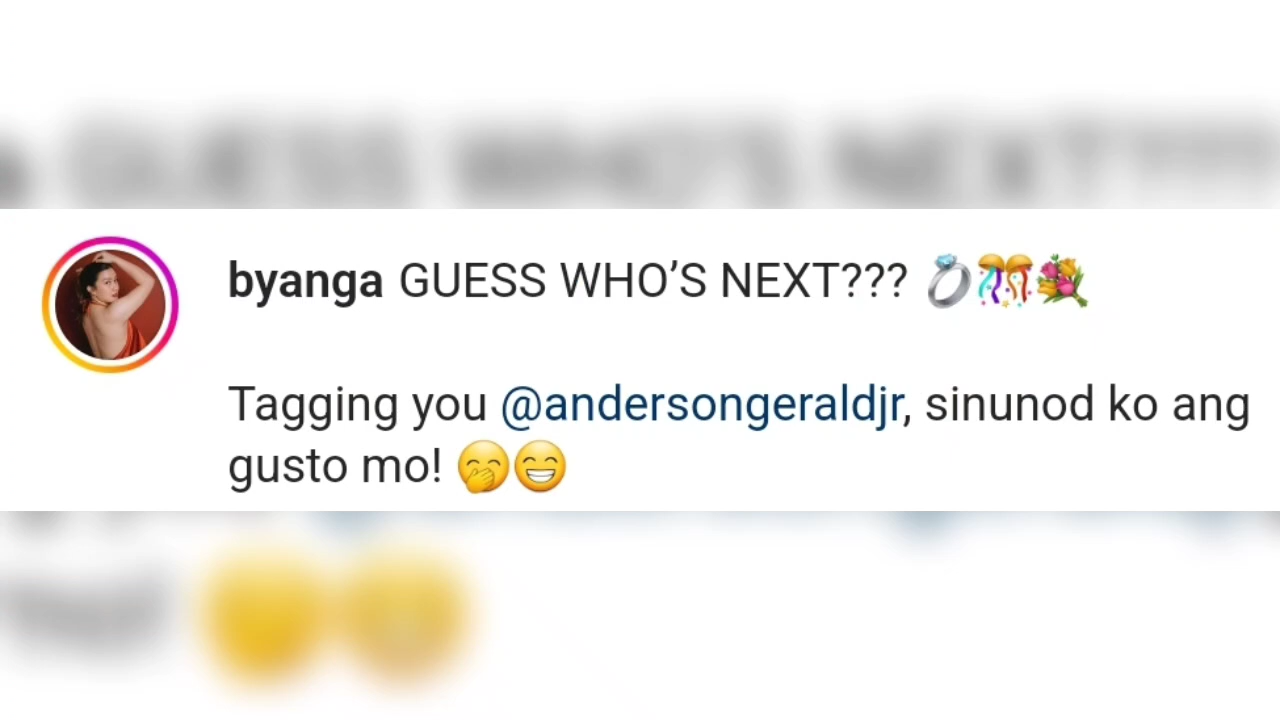 byanga GUESS WHO’S NEXT??? 💍🎊💐
Tagging you @andersongeraldjr, sinunod ko ang
gusto mo! 🤭😁